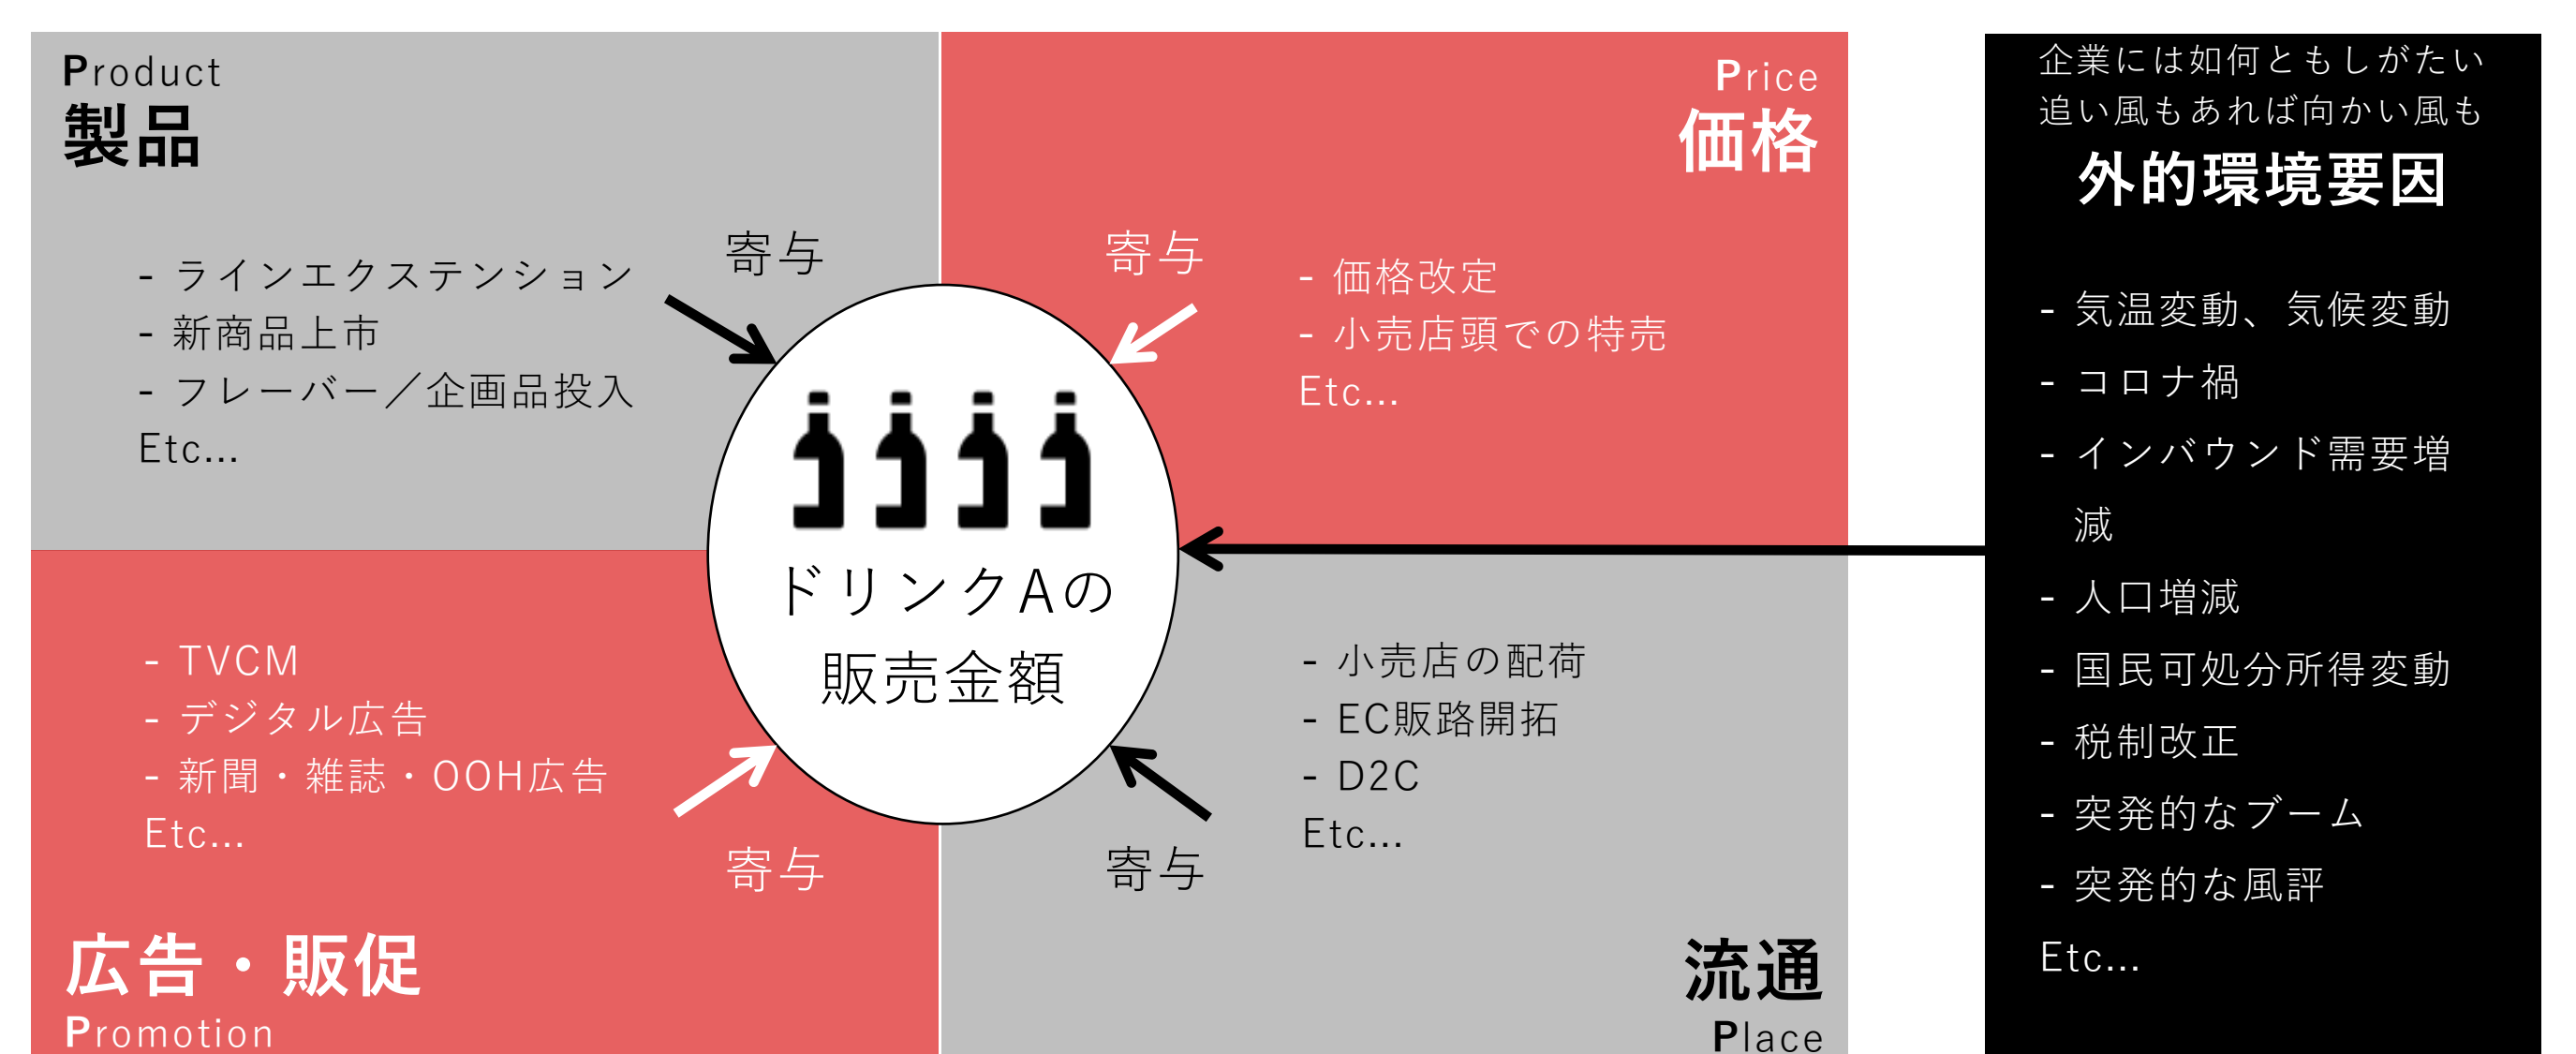 Product
製品
- ラインエクステンション
- 新商品上市
- フレーバー／企画品投入
Etc...
寄与
Price
価格
寄与
- 価格改定
- 小売店頭での特売
Etc...
ドリンクAの
販売金額
- TVCM
- デジタル広告
- 新聞・雑誌・OOH広告
Etc...
寄与
広告・販促
Promotion
- 小売店の配荷
- EC販路開拓
- D2C
Etc...
寄与
流通
Place
企業には如何ともしがたい
追い風もあれば向かい風も
外的環境要因
- 気温変動、気候変動
- コロナ禍
- インバウンド需要増
減
- 人口増減
- 国民可処分所得変動
- 税制改正
- 突発的なブーム
- 突発的な風評
Etc...